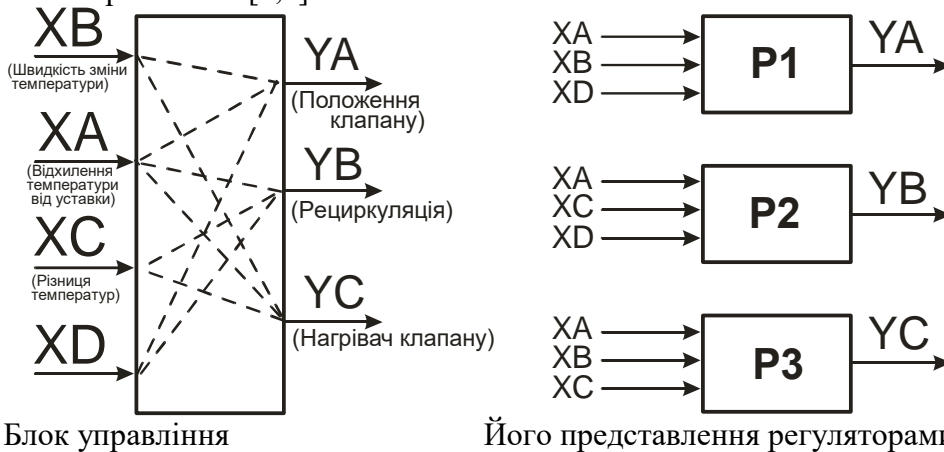 XB
(Швидкість зміни
температури)
XA
(Відхилення
температури
від уставки)
XC
(Різниця
температур)
XD
YA
(Положення
клапану)
YB
(Рециркуляція)
YC
(Нагрівач клапану)
Блок управління
XA
XB
XD
P1
YA
XA
XC
XD
P2
YB
XA
XB
XC
P3
YC
Його представлення регуляторами